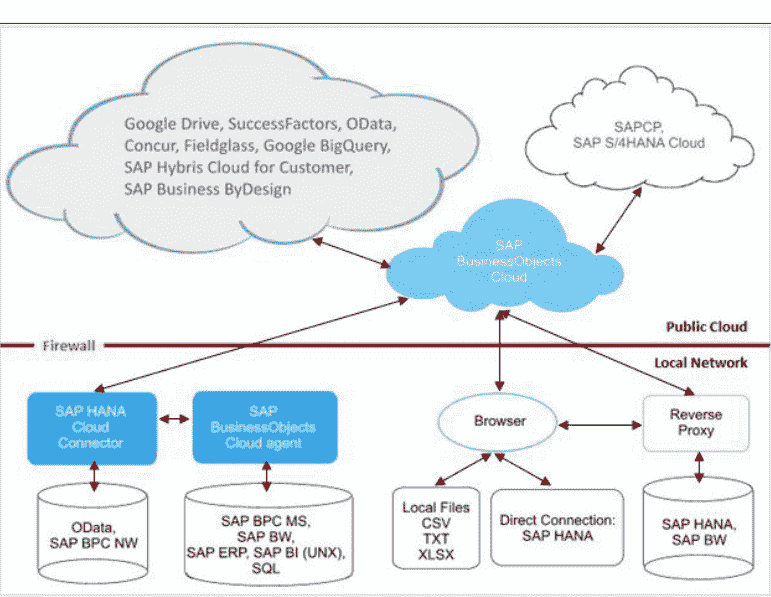 Google Drive, SuccessFactors, OData,
Concur, Fieldglass, Google BigQuery,
SAP Hybris Cloud for Customer,
SAP Business ByDesign
SAPCP,
SAP S/4HANA Cloud
SAP
BusinessObjects
Cloud
Public Cloud
Firewall
Local Network
SAP HANA
Cloud
Connector
SAP
BusinessObjects
Cloud agent
Browser
Reverse
Proxy
OData,
SAP BPC NW
SAP BPC MS,
SAP BW,
SAP ERP, SAP BI (UNX),
SQL
Local Files
CSV
TXT
XLSX
Direct Connection:
SAP HANA
SAP HANA,
SAP BW